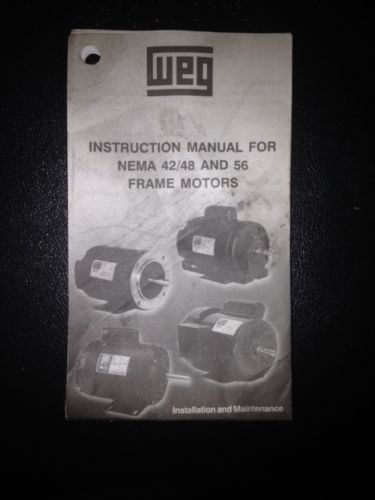 WEG
INSTRUCTION MANUAL FOR
NEMA 42/48 AND 56
FRAME MOTORS
Installation and Maintenance